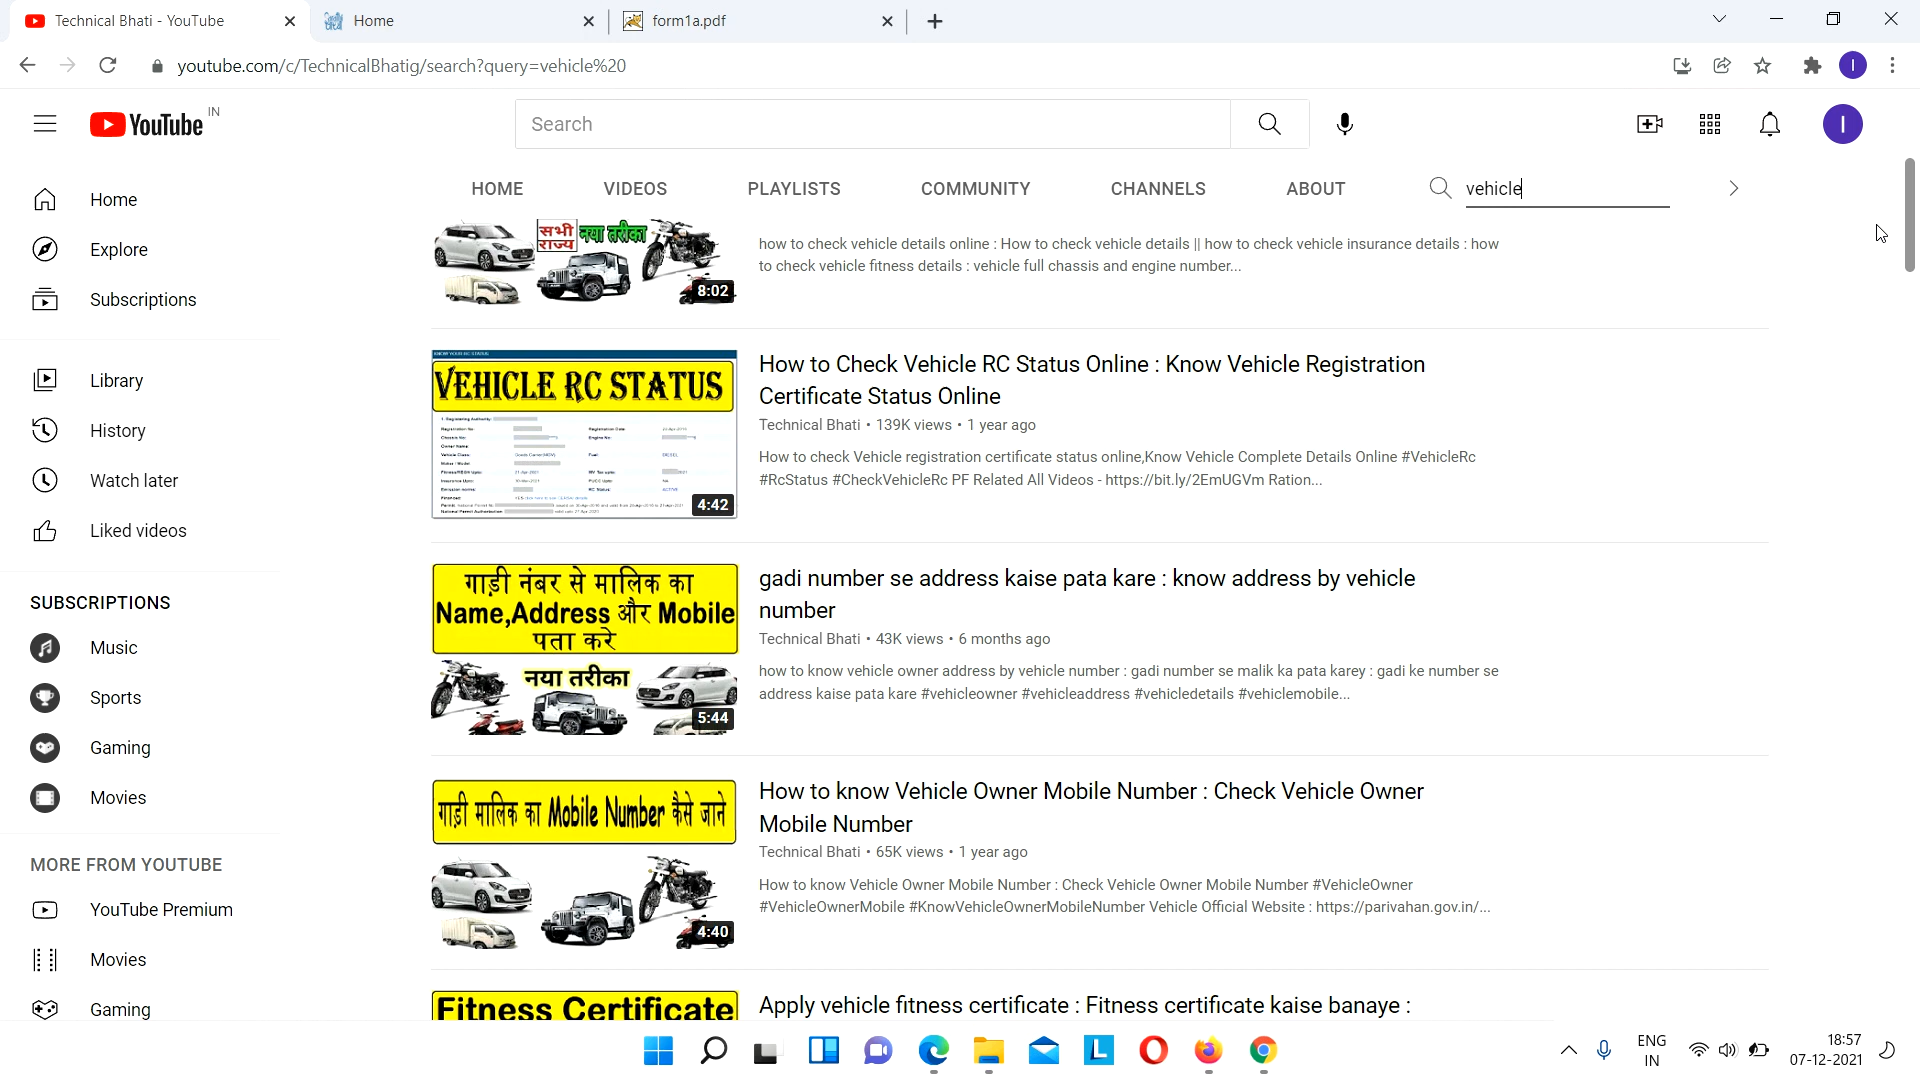 Technical Bhati - YouTube
Home
form1a.pdf
youtube.com/c/TechnicalBhatig/search?query=vehicle%20
I
YouTube IN
Search
I
HOME
VIDEOS
PLAYLISTS
COMMUNITY
CHANNELS
ABOUT
vehicle
Home
Explore
Subscriptions
Library
History
Watch later
Liked videos
SUBSCRIPTIONS
Music
Sports
Gaming
Movies
MORE FROM YOUTUBE
YouTube Premium
Movies
Gaming
सभी
राज्य
नया तरीका
8:02
how to check vehicle details online : How to check vehicle details || how to check vehicle insurance details : how
to check vehicle fitness details : vehicle full chassis and engine number...
VEHICLE RC STATUS
4:42
How to Check Vehicle RC Status Online : Know Vehicle Registration
Certificate Status Online
Technical Bhati • 139K views • 1 year ago
How to check Vehicle registration certificate status online,Know Vehicle Complete Details Online #VehicleRc
#RcStatus #CheckVehicleRc PF Related All Videos - https://bit.ly/2EmUGVm Ration...
गाड़ी नंबर से मालिक का
Name,Address और Mobile
पता करे
नया तरीका
5:44
gadi number se address kaise pata kare : know address by vehicle
number
Technical Bhati • 43K views • 6 months ago
how to know vehicle owner address by vehicle number : gadi number se malik ka pata karey : gadi ke number se
address kaise pata kare #vehicleowner #vehicleaddress #vehicledetails #vehiclemobile...
गाड़ी मालिक का Mobile Number कैसे जाने
4:40
How to know Vehicle Owner Mobile Number : Check Vehicle Owner
Mobile Number
Technical Bhati • 65K views • 1 year ago
How to know Vehicle Owner Mobile Number : Check Vehicle Owner Mobile Number #VehicleOwner
#VehicleOwnerMobile #KnowVehicleOwnerMobileNumber Vehicle Official Website : https://parivahan.gov.in/...
Fitness Certificate
Apply vehicle fitness certificate : Fitness certificate kaise banaye :
L
ENG
IN
18:57
07-12-2021